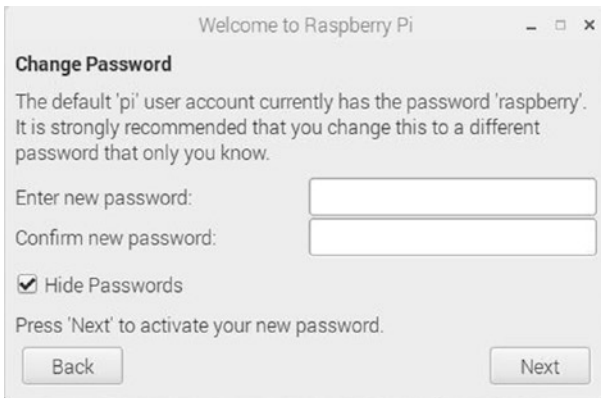 Welcome to Raspberry Pi
Change Password
The default 'pi' user account currently has the password 'raspberry'.
It is strongly recommended that you change this to a different
password that only you know.
Enter new password:
Confirm new password:
Hide Passwords
Press 'Next' to activate your new password.
Back
Next